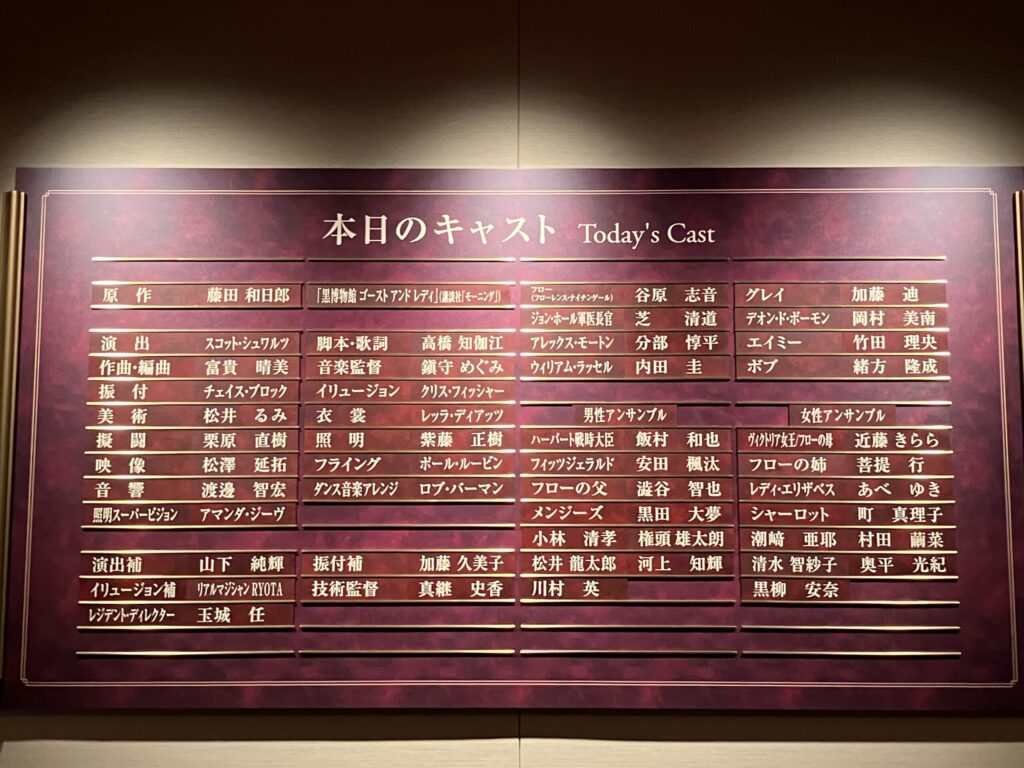 本日のキャスト Today's Cast
原作 藤田 和日郎
「黒博物館 ゴースト アンド レディ」(講談社「モーニング」)
演出 スコット・シュワルツ
脚本・歌詞 高橋 知伽江
作曲・編曲 富貴 晴美
音楽監督 鎭守 めぐみ
振付 チェイス・ブロック
イリュージョン クリス・フィッシャー
美術 松井 るみ
衣裳 レッラ・ディアッツ
擬闘 栗原 直樹
照明 紫藤 正樹
映像 松澤 延拓
フライング ポール・ルービン
音響 渡邉 智宏
ダンス音楽アレンジ ロブ・バーマン
照明スーパービジョン アマンダ・ジーヴ
演出補 山下 純輝
振付補 加藤 久美子
イリュージョン補 リアルマジシャンRYOTA
技術監督 真継 史香
レジデント・ディレクター 玉城 任
フロー(フローレンス・ナイチンゲール) 谷原 志音
グレイ 加藤 迪
ジョン・ホール軍医長官 芝 清道
デオン・ド・ボーモン 岡村 美南
アレックス・モートン 分部 惇平
エイミー 竹田 理央
ウィリアム・ラッセル 内田 圭
ボブ 緒方 隆成
男性アンサンブル
女性アンサンブル
ハーバート戦時大臣 飯村 和也
ヴィクトリア女王/フローの母 近藤 きらら
フィッツジェラルド 安田 楓汰
フローの姉 菩提 行
フローの父 澁谷 智也
レディ・エリザベス あべ ゆき
メンジーズ 黒田 大夢
シャーロット 町 真理子
小林 清孝 権頭 雄太朗
潮﨑 亜耶 村田 繭菜
松井 龍太郎 河上 知輝
清水 智紗子 奥平 光紀
川村 英
黒柳 安奈